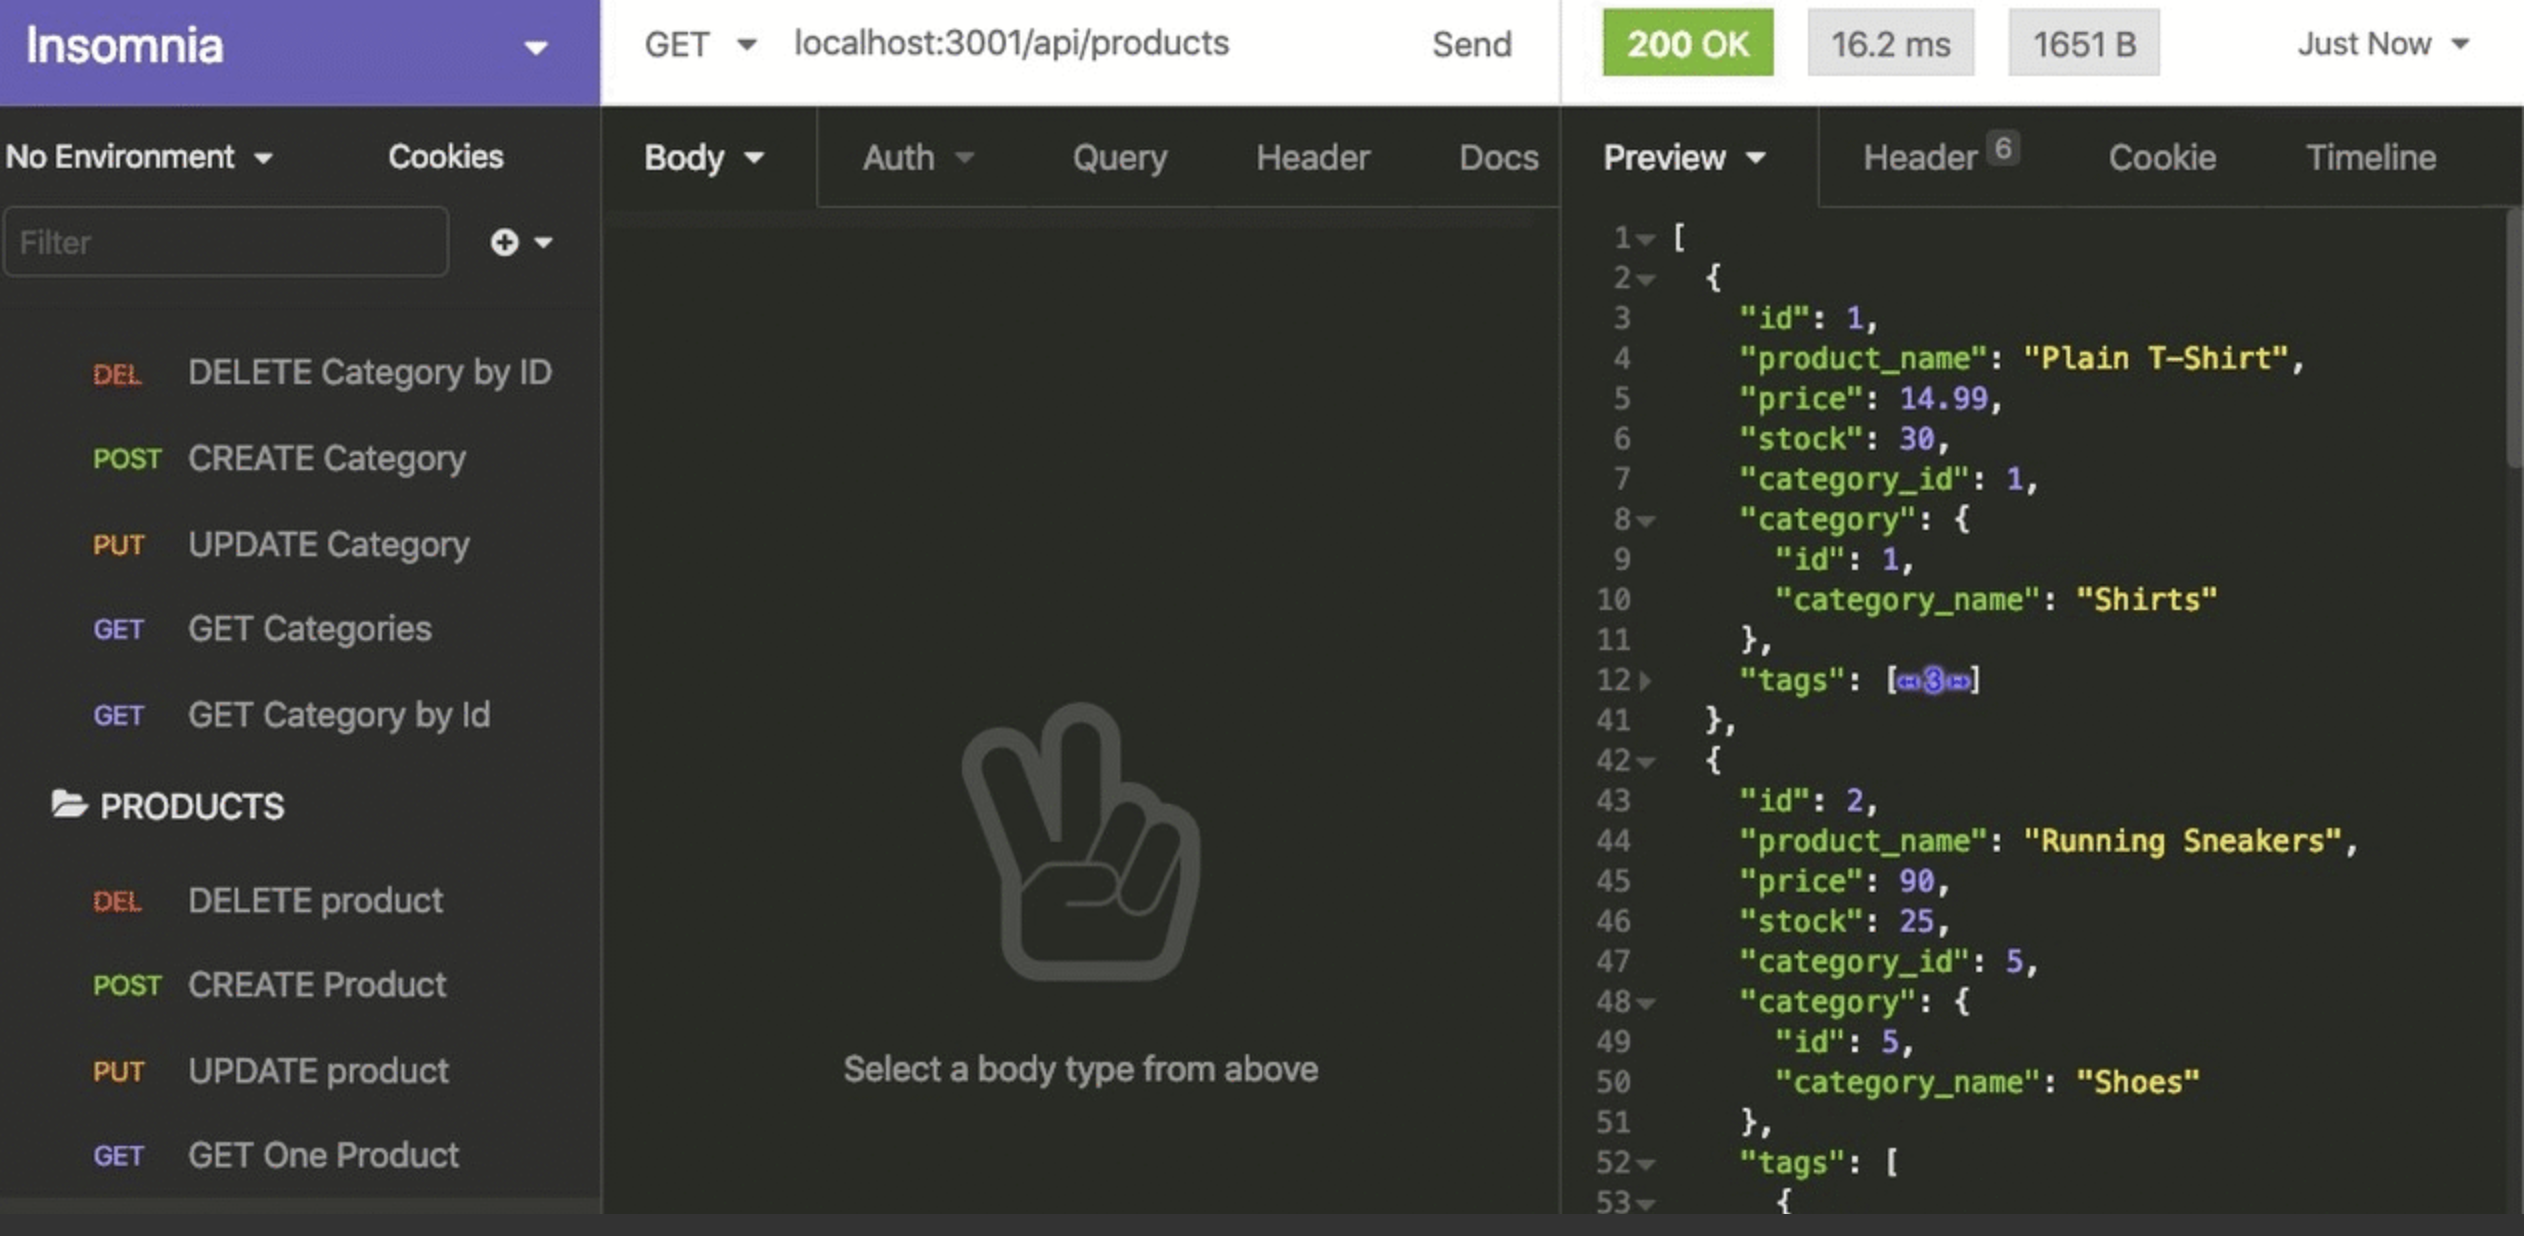 Insomnia
GET localhost:3001/api/products Send
200 OK 16.2 ms 1651 B Just Now
No Environment Cookies
Filter
DEL DELETE Category by ID
POST CREATE Category
PUT UPDATE Category
GET GET Categories
GET GET Category by Id
PRODUCTS
DEL DELETE product
POST CREATE Product
PUT UPDATE product
GET GET One Product
Body Auth Query Header Docs
Select a body type from above
Preview Header 6 Cookie Timeline
1 [
2 {
3 "id": 1,
4 "product_name": "Plain T-Shirt",
5 "price": 14.99,
6 "stock": 30,
7 "category_id": 1,
8 "category": {
9 "id": 1,
10 "category_name": "Shirts"
11 },
12 "tags": [↔3↔]
41 },
42 {
43 "id": 2,
44 "product_name": "Running Sneakers",
45 "price": 90,
46 "stock": 25,
47 "category_id": 5,
48 "category": {
49 "id": 5,
50 "category_name": "Shoes"
51 },
52 "tags": [
53 {